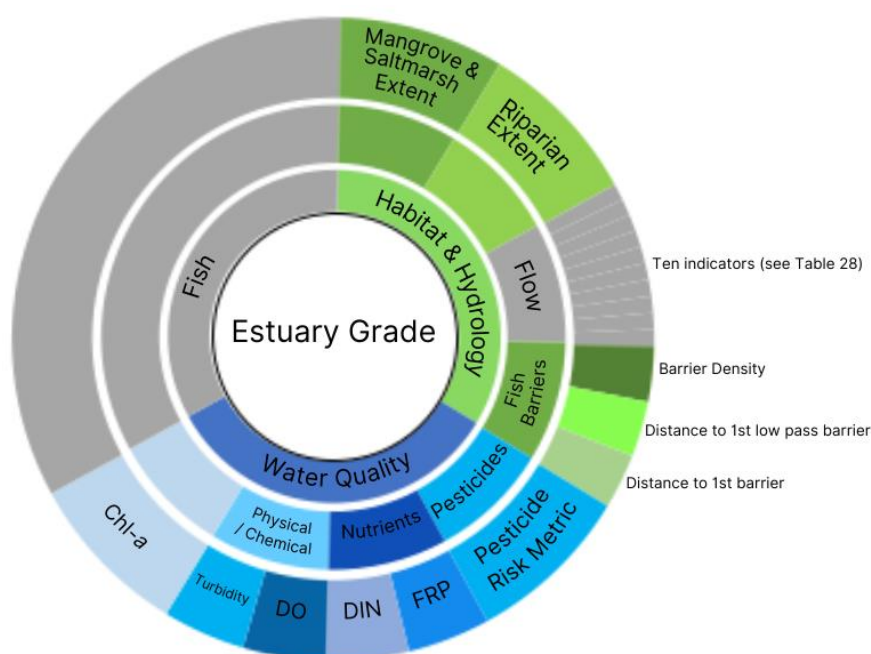 Mangrove &
Saltmarsh
Extent
Riparian
Extent
Habitat & Hydrology
Fish
Flow
Ten indicators (see Table 28)
Estuary Grade
Barrier Density
Fish
Barriers
Distance to 1st low pass barrier
Distance to 1st barrier
Water Quality
Pesticides
Pesticide
Risk Metric
Nutrients
Physical
/ Chemical
Chl-a
Turbidity
DO
DIN
FRP